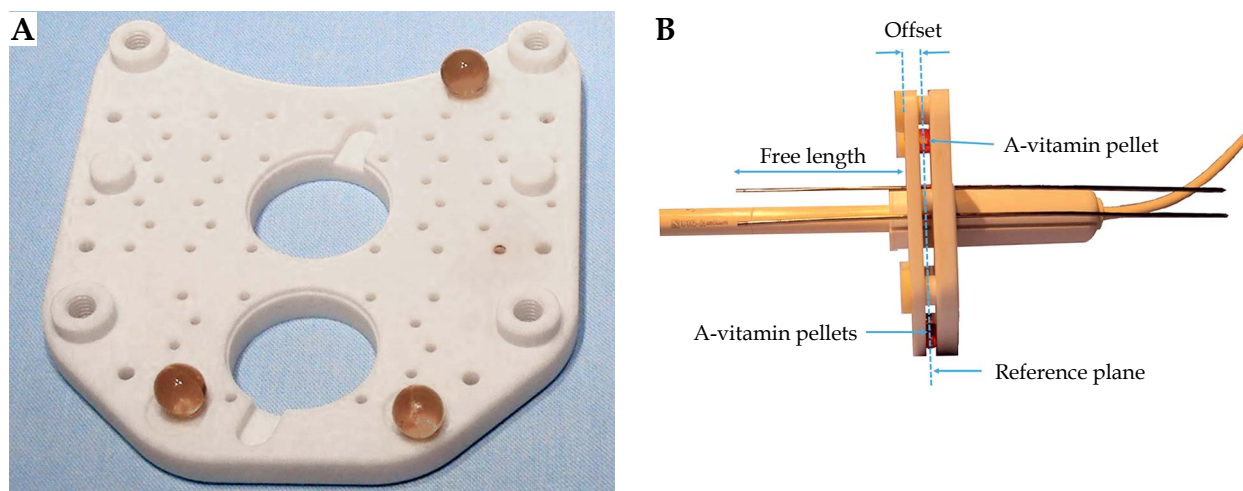 A
B
Offset
Free length
A-vitamin pellet
A-vitamin pellets
Reference plane